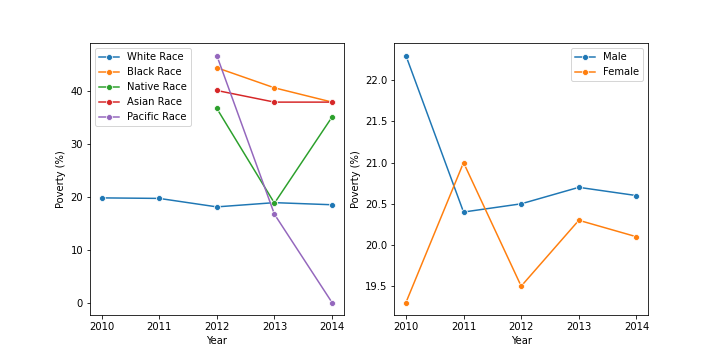 White Race
Black Race
Native Race
Asian Race
Pacific Race
Poverty (%)
40
30
20
10
0
2010 2011 2012 2013 2014
Year
Male
Female
Poverty (%)
22.0
21.5
21.0
20.5
20.0
19.5
2010 2011 2012 2013 2014
Year